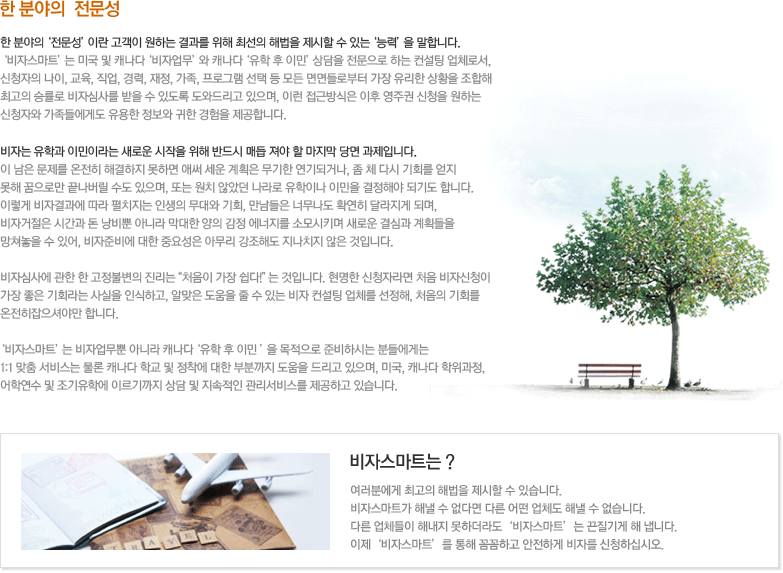 한 분야의 전문성
한 분야의 '전문성' 이란 고객이 원하는 결과를 위해 최선의 해법을 제시할 수 있는 '능력' 을 말합니다.
'비자스마트' 는 미국 및 캐나다 '비자업무' 와 캐나다 '유학 후 이민' 상담을 전문으로 하는 컨설팅 업체로서,
신청자의 나이, 교육, 직업, 경력, 재정, 가족, 프로그램 선택 등 모든 면면들로부터 가장 유리한 상황을 조합해
최고의 승률로 비자심사를 받을 수 있도록 도와드리고 있으며, 이런 접근방식은 이후 영주권 신청을 원하는
신청자와 가족들에게도 유용한 정보와 귀한 경험을 제공합니다.
비자는 유학과 이민이라는 새로운 시작을 위해 반드시 매듭 져야 할 마지막 당면 과제입니다.
이 남은 문제를 온전히 해결하지 못하면 애써 세운 계획은 무기한 연기되거나, 좀 체 다시 기회를 얻지
못해 꿈으로만 끝나버릴 수도 있으며, 또는 원치 않았던 나라로 유학이나 이민을 결정해야 되기도 합니다.
이렇게 비자결과에 따라 펼치지는 인생의 무대와 기회, 만남들은 너무나도 확연히 달라지게 되며,
비자거절은 시간과 돈 낭비뿐 아니라 막대한 양의 감정 에너지를 소모시키며 새로운 결심과 계획들을
망쳐놓을 수 있어, 비자준비에 대한 중요성은 아무리 강조해도 지나치지 않은 것입니다.
비자심사에 관한 한 고정불변의 진리는 "처음이 가장 쉽다!" 는 것입니다. 현명한 신청자라면 처음 비자신청이
가장 좋은 기회라는 사실을 인식하고, 알맞은 도움을 줄 수 있는 비자 컨설팅 업체를 선정해, 처음의 기회를
온전히잡으셔야만 합니다.
'비자스마트' 는 비자업무뿐 아니라 캐나다 '유학 후 이민 ' 을 목적으로 준비하시는 분들에게는
1:1 맞춤 서비스는 물론 캐나다 학교 및 정착에 대한 부분까지 도움을 드리고 있으며, 미국, 캐나다 학위과정,
어학연수 및 조기유학에 이르기까지 상담 및 지속적인 관리서비스를 제공하고 있습니다.
비자스마트는 ?
여러분에게 최고의 해법을 제시할 수 있습니다.
비자스마트가 해낼 수 없다면 다른 어떤 업체도 해낼 수 없습니다.
다른 업체들이 해내지 못하더라도 '비자스마트' 는 끈질기게 해 냅니다.
이제 '비자스마트' 를 통해 꼼꼼하고 안전하게 비자를 신청하십시오.
TRAVEL